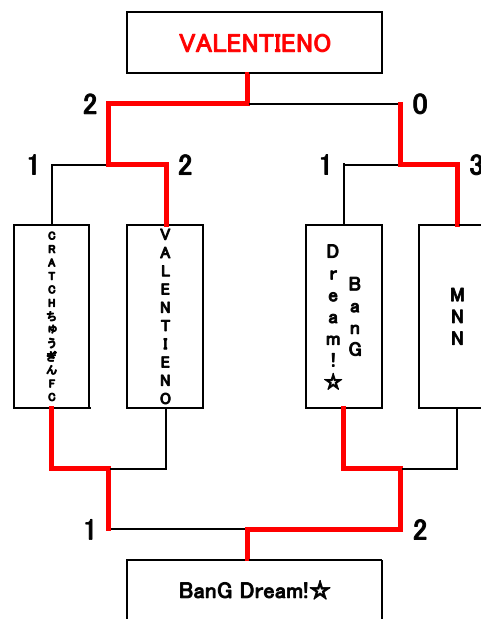 VALENTIENO
2
0
1
2
1
3
CRATCHちゅうぎんFC
VALENTIENO
BanG
Dream!☆
MNN
1
2
BanG Dream!☆